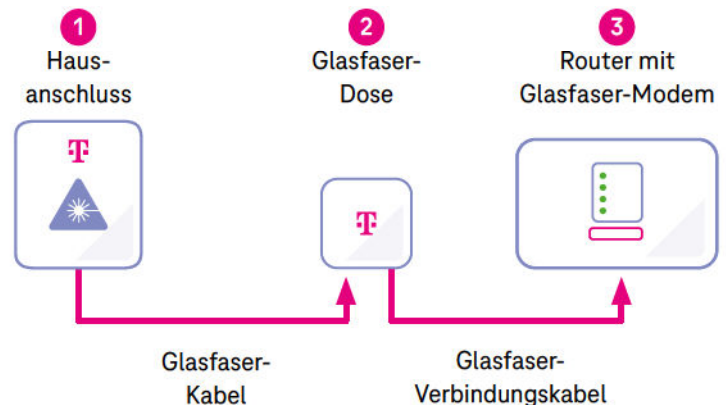 1
Haus-
anschluss
2
Glasfaser-
Dose
3
Router mit
Glasfaser-Modem
T
T
Glasfaser-
Kabel
Glasfaser-
Verbindungskabel